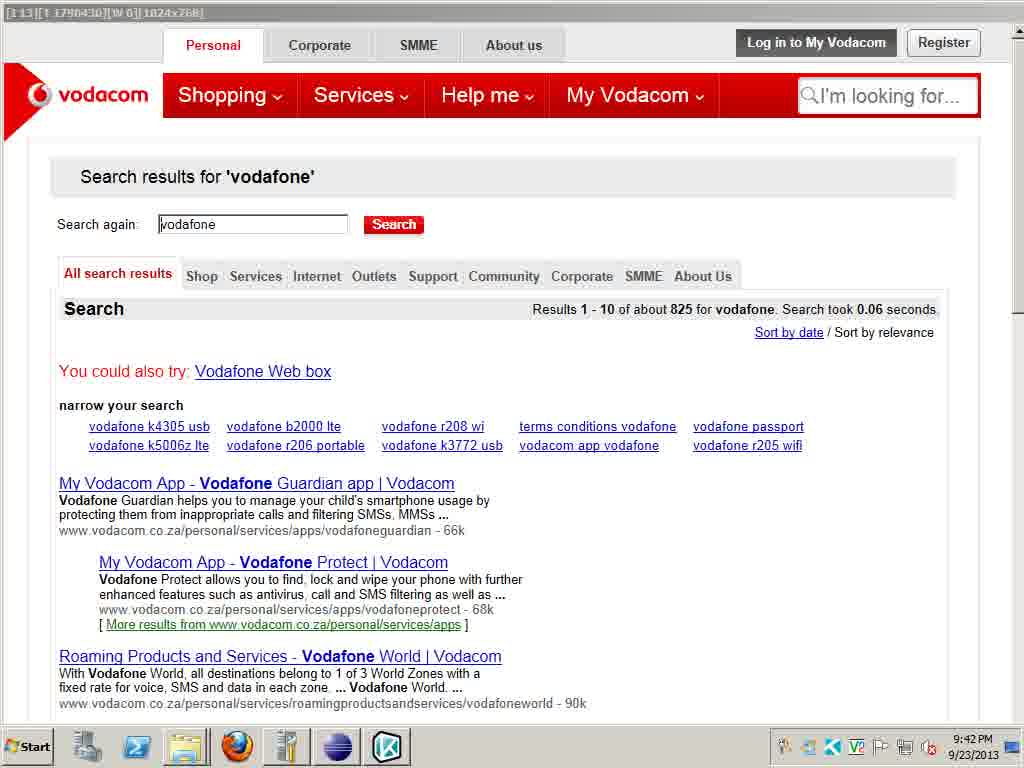 [1 13][T 1790430][W 0][1024x768]
Personal Corporate SMME About us Log in to My Vodacom Register
vodacom Shopping Services Help me My Vodacom I'm looking for...
Search results for 'vodafone'
Search again: vodafone Search
All search results Shop Services Internet Outlets Support Community Corporate SMME About Us
Search Results 1 - 10 of about 825 for vodafone. Search took 0.06 seconds.
Sort by date / Sort by relevance
You could also try: Vodafone Web box
narrow your search
vodafone k4305 usb vodafone b2000 lte vodafone r208 wi terms conditions vodafone vodafone passport
vodafone k5006z lte vodafone r206 portable vodafone k3772 usb vodacom app vodafone vodafone r205 wifi
My Vodacom App - Vodafone Guardian app | Vodacom
Vodafone Guardian helps you to manage your child's smartphone usage by
protecting them from inappropriate calls and filtering SMSs, MMSs ...
www.vodacom.co.za/personal/services/apps/vodafoneguardian - 66k
My Vodacom App - Vodafone Protect | Vodacom
Vodafone Protect allows you to find, lock and wipe your phone with further
enhanced features such as antivirus, call and SMS filtering as well as ...
www.vodacom.co.za/personal/services/apps/vodafoneprotect - 68k
[ More results from www.vodacom.co.za/personal/services/apps ]
Roaming Products and Services - Vodafone World | Vodacom
With Vodafone World, all destinations belong to 1 of 3 World Zones with a
fixed rate for voice, SMS and data in each zone. ... Vodafone World. ...
www.vodacom.co.za/personal/services/roamingproductsandservices/vodafoneworld - 90k
Start 9:42 PM
9/23/2013